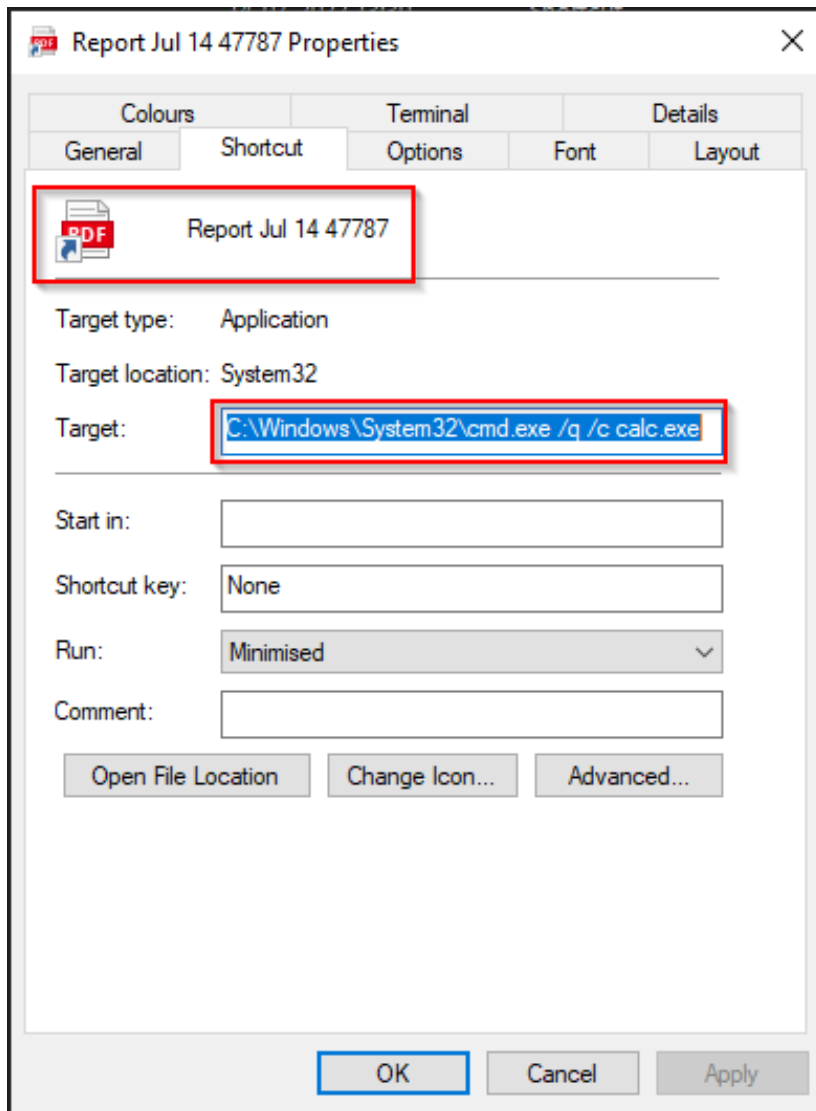 Report Jul 14 47787 Properties
Colours Terminal Details
General Shortcut Options Font Layout
PDF Report Jul 14 47787
Target type: Application
Target location: System32
Target: C:\Windows\System32\cmd.exe /q /c calc.exe
Start in:
Shortcut key: None
Run: Minimised
Comment:
Open File Location Change Icon... Advanced...
OK Cancel Apply